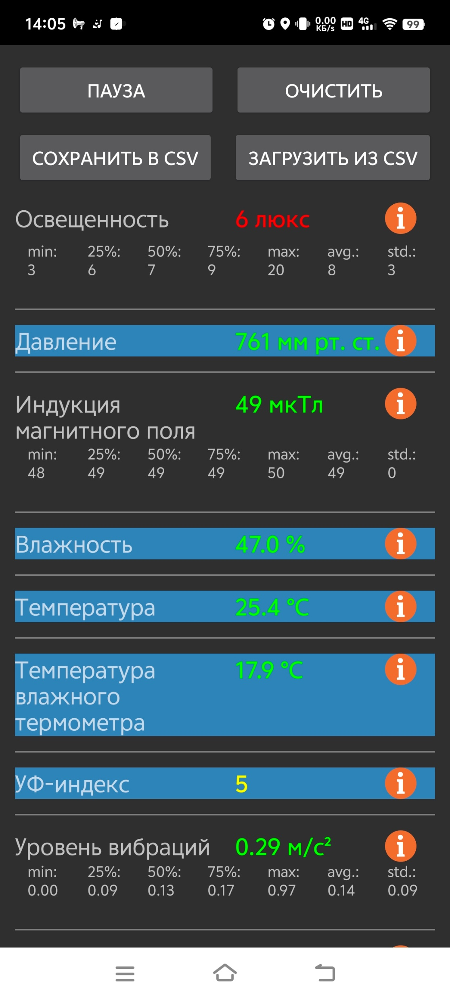 14:05 0.00 КБ/s HD 4G 99
ПАУЗА ОЧИСТИТЬ
СОХРАНИТЬ В CSV ЗАГРУЗИТЬ ИЗ CSV
Освещенность 6 люкс i
min: 25%: 50%: 75%: max: avg.: std.:
3 6 7 9 20 8 3
Давление 761 мм рт. ст. i
Индукция 49 мкТл i
магнитного поля
min: 25%: 50%: 75%: max: avg.: std.:
48 49 49 49 50 49 0
Влажность 47.0 % i
Температура 25.4 °C i
Температура 17.9 °C i
влажного
термометра
УФ-индекс 5 i
Уровень вибраций 0.29 м/с² i
min: 25%: 50%: 75%: max: avg.: std.:
0.00 0.09 0.13 0.17 0.97 0.14 0.09